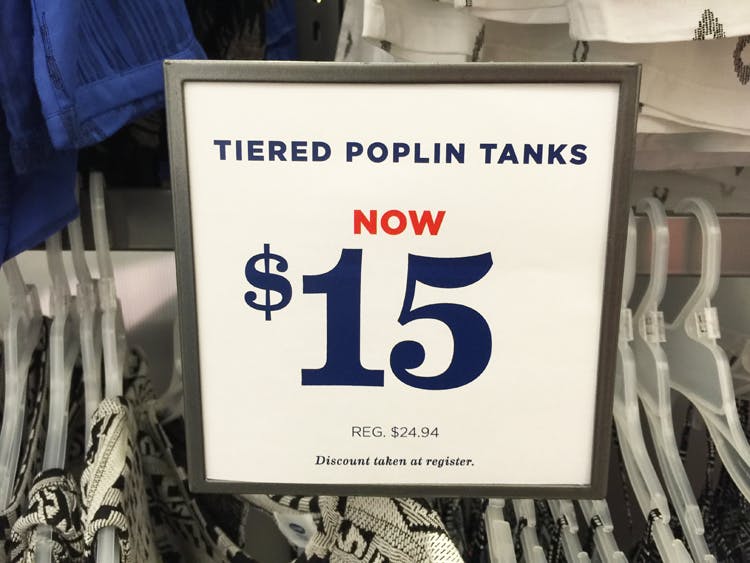 TIERED POPLIN TANKS
NOW
$15
REG. $24.94
Discount taken at register.